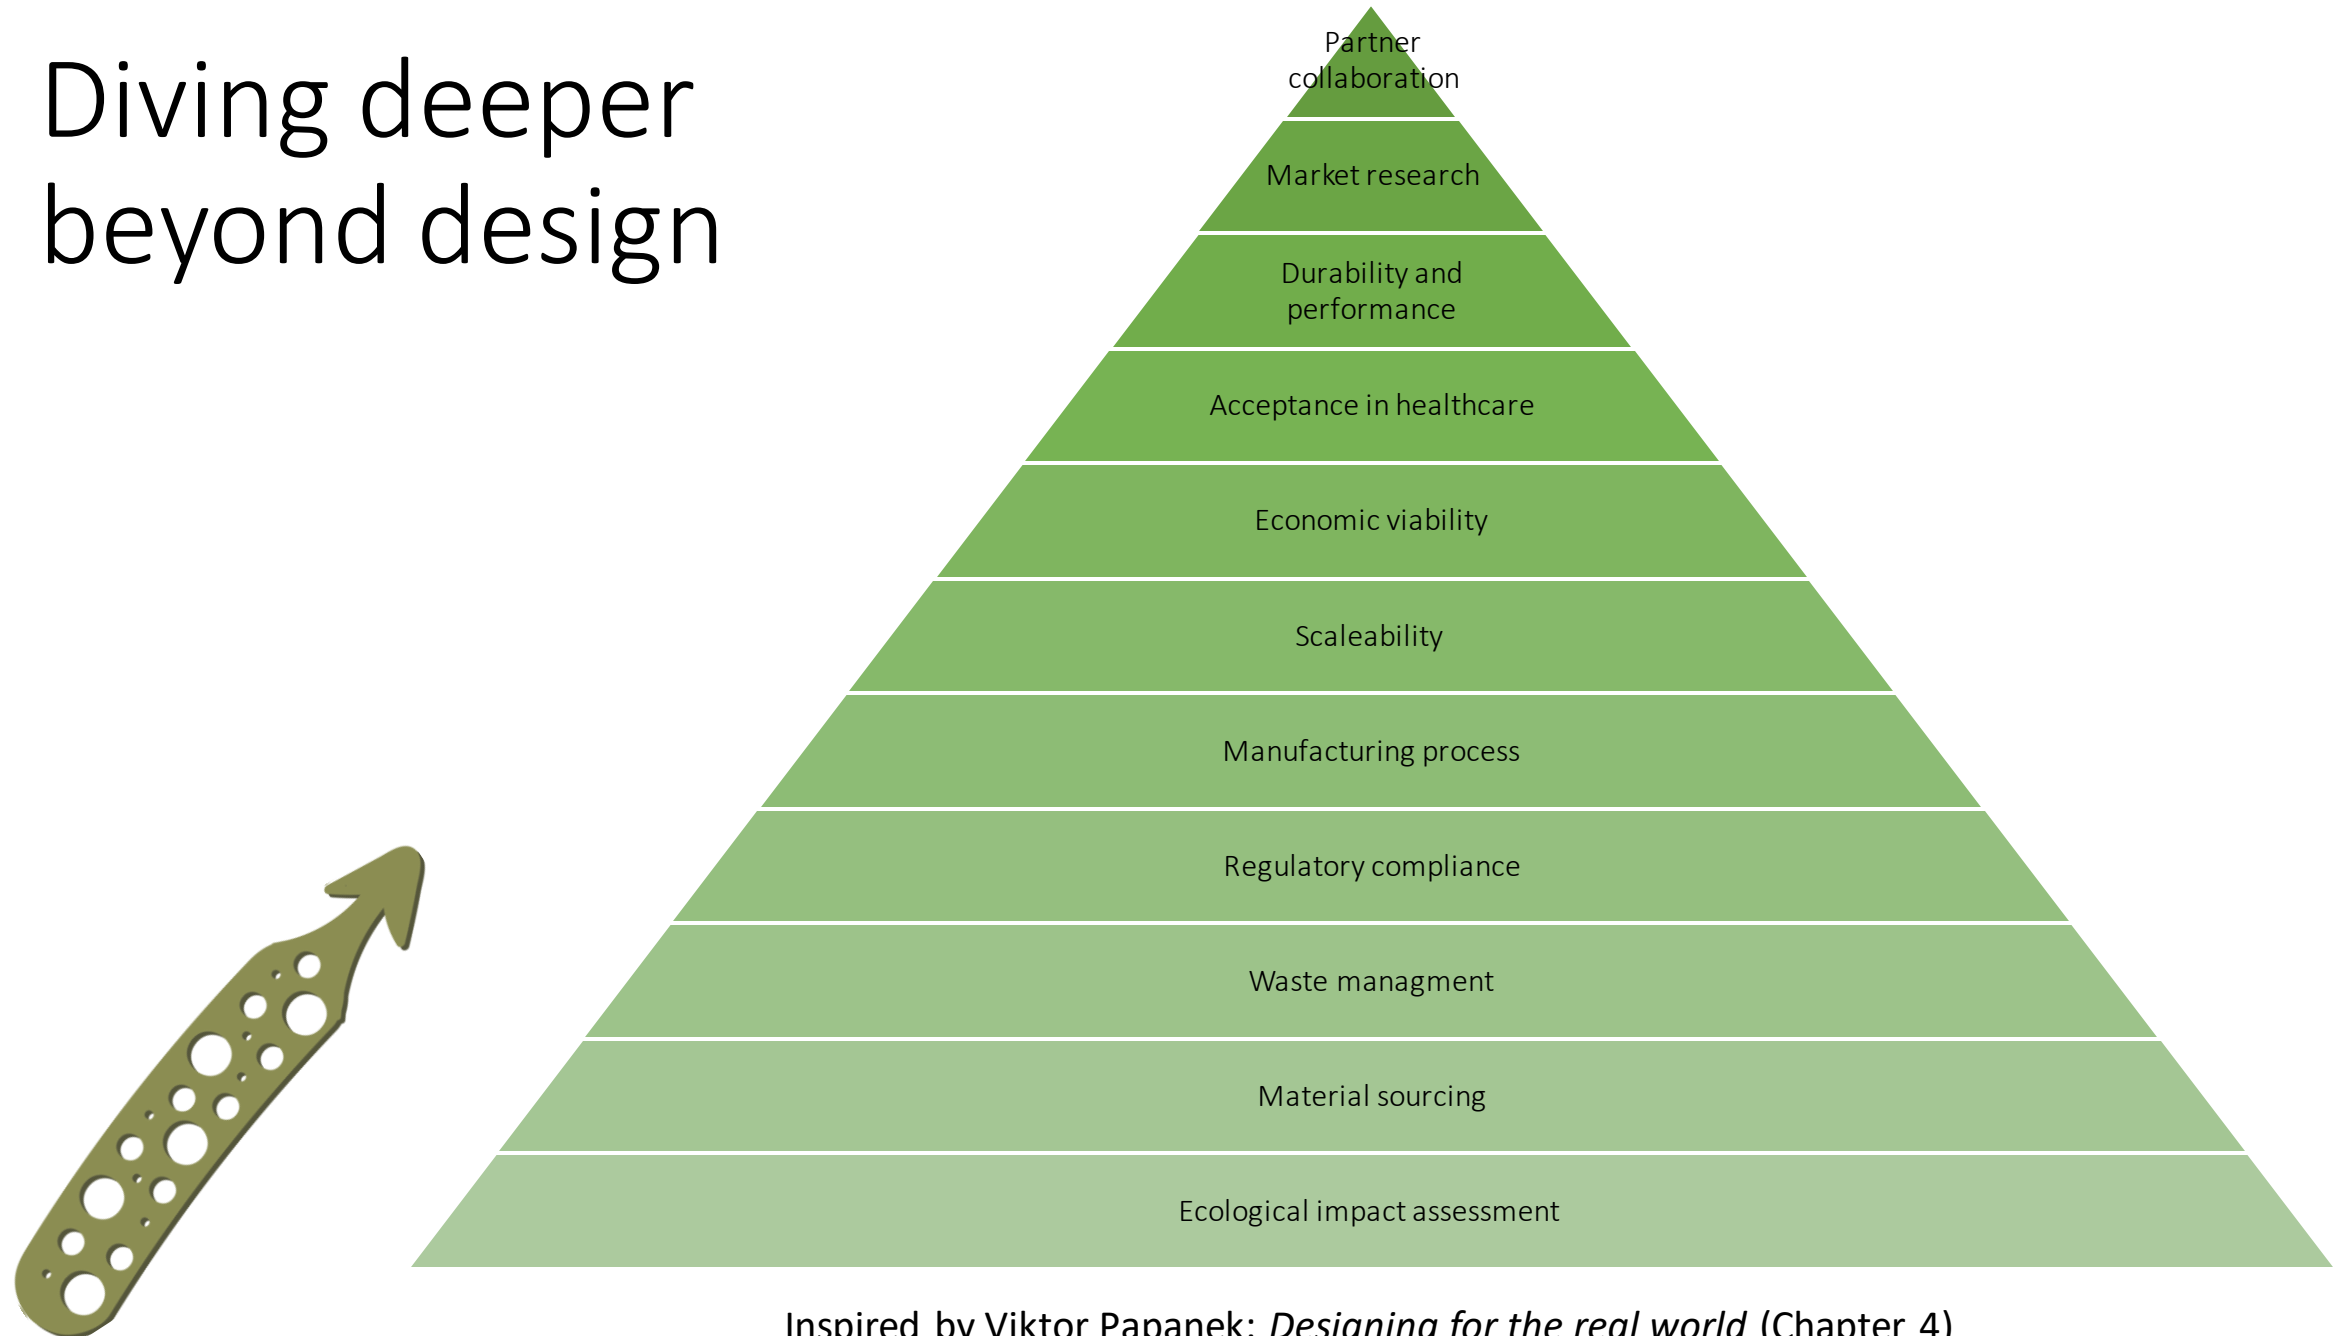 Diving deeper
beyond design
Partner
collaboration
Market research
Durability and
performance
Acceptance in healthcare
Economic viability
Scaleability
Manufacturing process
Regulatory compliance
Waste managment
Material sourcing
Ecological impact assessment
Inspired by Viktor Papanek: Designing for the real world (Chapter 4)